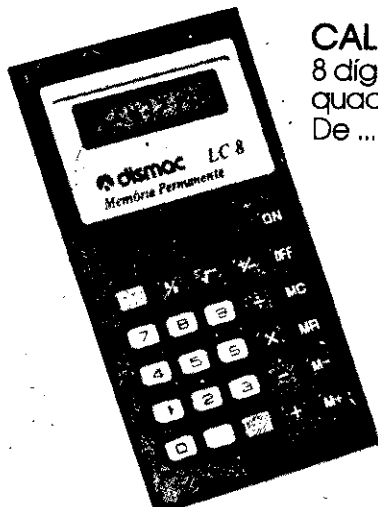 CAL
8 díg
quad
De ...
dismac LC 8
Memória Permanente
ON
% √ +/- OFF
7 8 9 ÷ MC
4 5 6 × MR
1 2 3 - M-
0 + M+